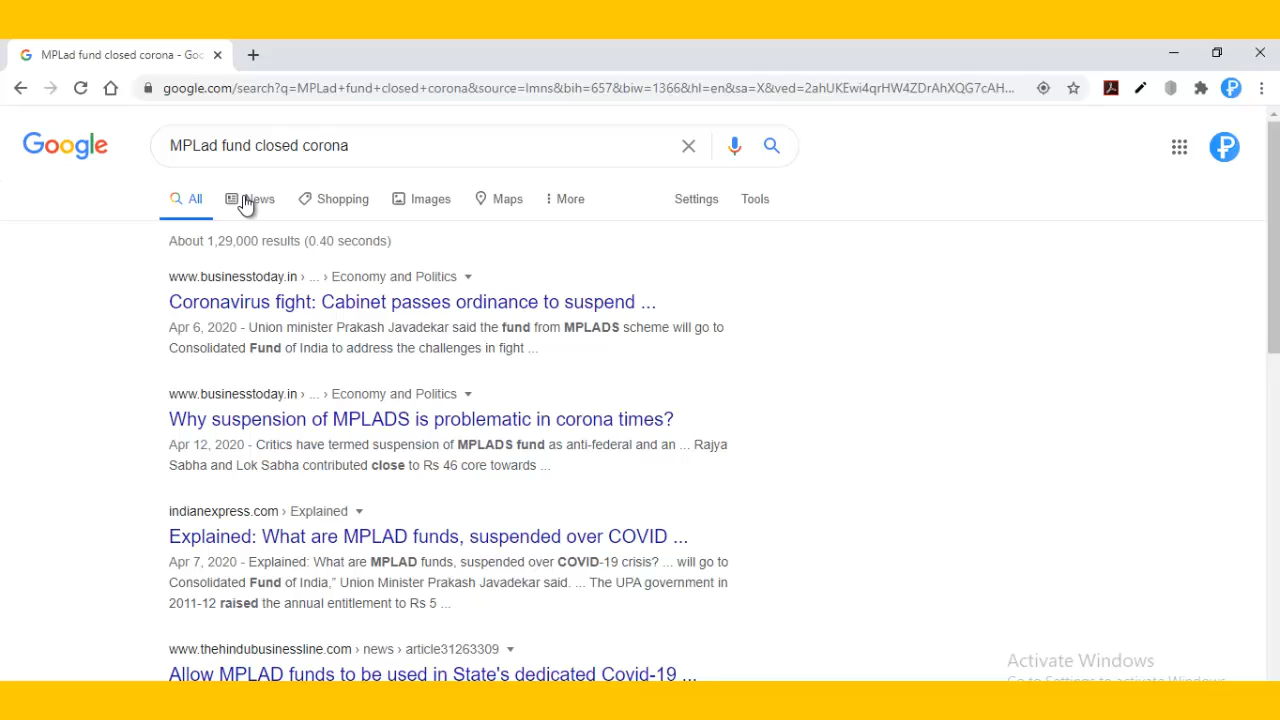 MPLad fund closed corona - Goo
google.com/search?q=MPLad+fund+closed+corona&source=lmns&bih=657&biw=1366&hl=en&sa=X&ved=2ahUKEwi4qrHW4ZDrAhXQG7cAH...
Google
MPLad fund closed corona
All News Shopping Images Maps More Settings Tools
About 1,29,000 results (0.40 seconds)
www.businesstoday.in › ... › Economy and Politics
Coronavirus fight: Cabinet passes ordinance to suspend ...
Apr 6, 2020 - Union minister Prakash Javadekar said the fund from MPLADS scheme will go to
Consolidated Fund of India to address the challenges in fight ...
www.businesstoday.in › ... › Economy and Politics
Why suspension of MPLADS is problematic in corona times?
Apr 12, 2020 - Critics have termed suspension of MPLADS fund as anti-federal and an ... Rajya
Sabha and Lok Sabha contributed close to Rs 46 core towards ...
indianexpress.com › Explained
Explained: What are MPLAD funds, suspended over COVID ...
Apr 7, 2020 - Explained: What are MPLAD funds, suspended over COVID-19 crisis? ... will go to
Consolidated Fund of India,” Union Minister Prakash Javadekar said. ... The UPA government in
2011-12 raised the annual entitlement to Rs 5 ...
www.thehindubusinessline.com › news › article31263309
Allow MPLAD funds to be used in State's dedicated Covid-19 ...
Activate Windows
Go to Settings to activate Windows.